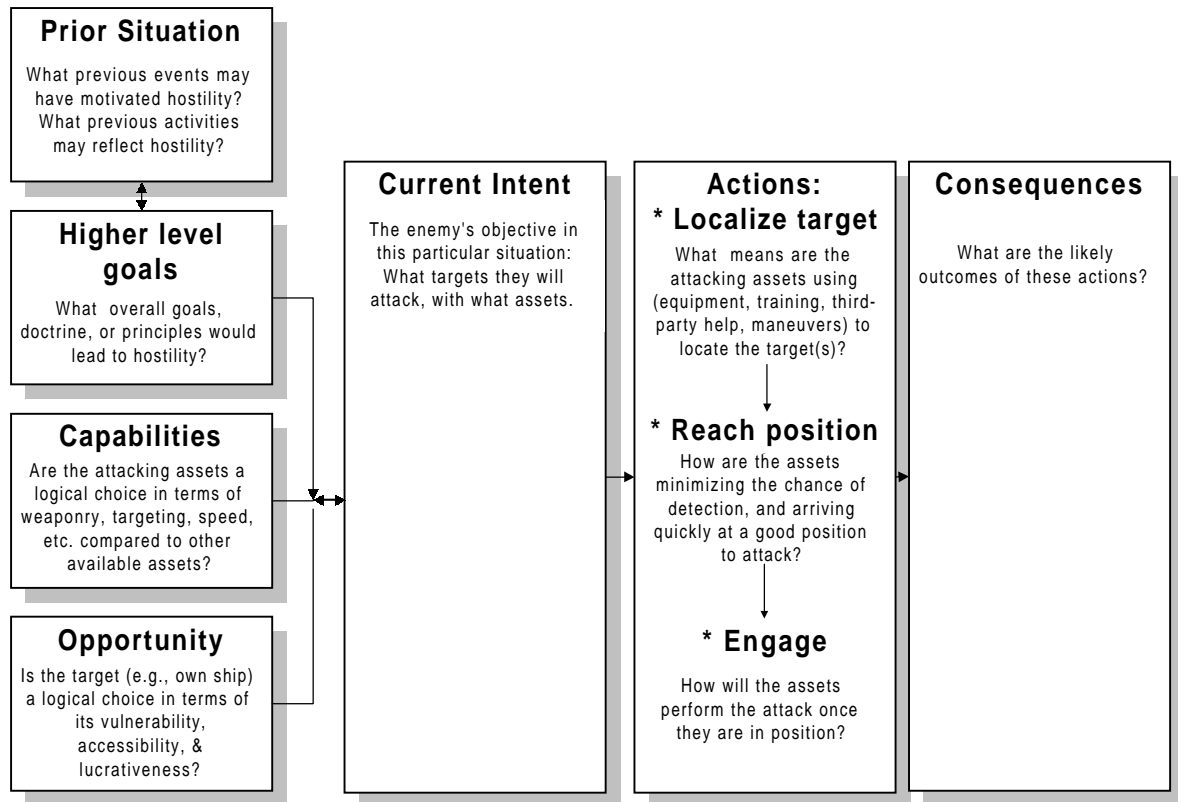 Prior Situation
What previous events may
have motivated hostility?
What previous activities
may reflect hostility?
Higher level
goals
What overall goals,
doctrine, or principles would
lead to hostility?
Capabilities
Are the attacking assets a
logical choice in terms of
weaponry, targeting, speed,
etc. compared to other
available assets?
Opportunity
Is the target (e.g., own ship)
a logical choice in terms of
its vulnerability,
accessibility, &
lucrativeness?
Current Intent
The enemy's objective in
this particular situation:
What targets they will
attack, with what assets.
Actions:
* Localize target
What means are the
attacking assets using
(equipment, training, third-
party help, maneuvers) to
locate the target(s)?
* Reach position
How are the assets
minimizing the chance of
detection, and arriving
quickly at a good position
to attack?
* Engage
How will the assets
perform the attack once
they are in position?
Consequences
What are the likely
outcomes of these actions?